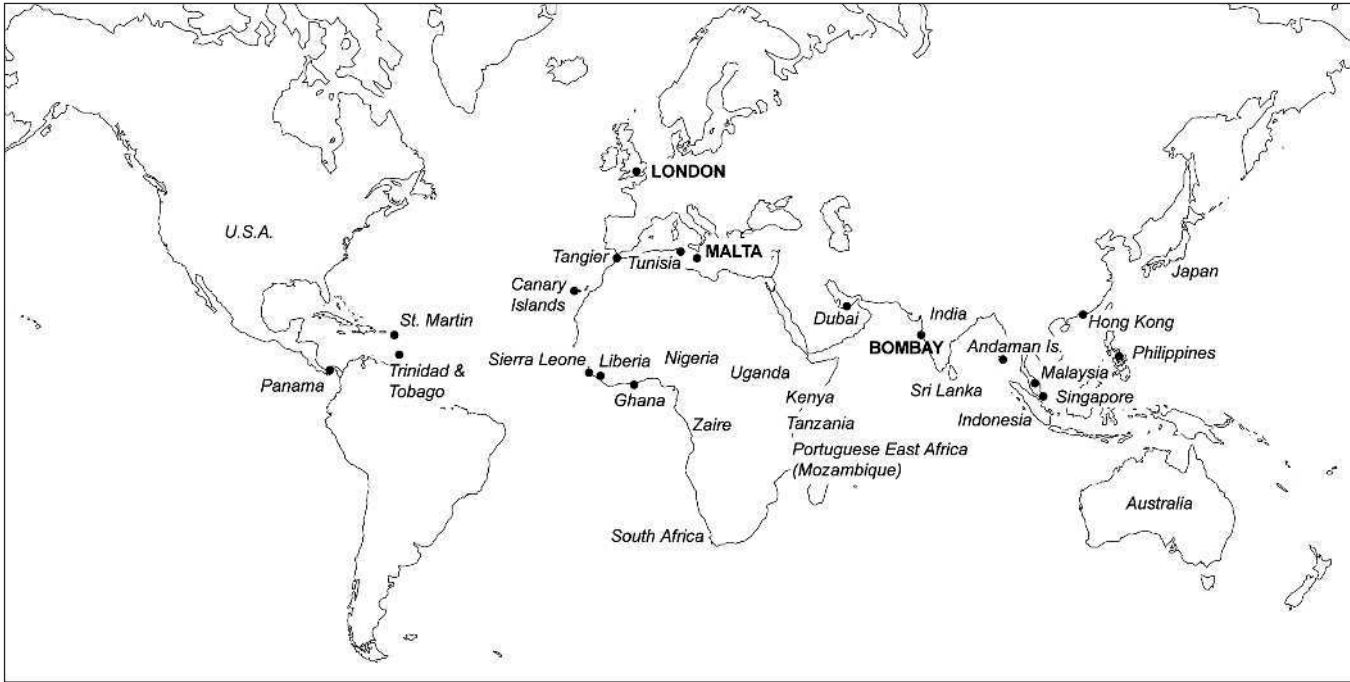 LONDON
U.S.A.
MALTA
Tangier
Tunisia
Japan
Canary
Islands
Dubai
India
Hong Kong
St. Martin
BOMBAY
Andaman Is.
Philippines
Sierra Leone
Liberia
Nigeria
Uganda
Malaysia
Trinidad &
Tobago
Panama
Ghana
Kenya
Sri Lanka
Singapore
Zaire
Tanzania
Indonesia
Portuguese East Africa
(Mozambique)
Australia
South Africa